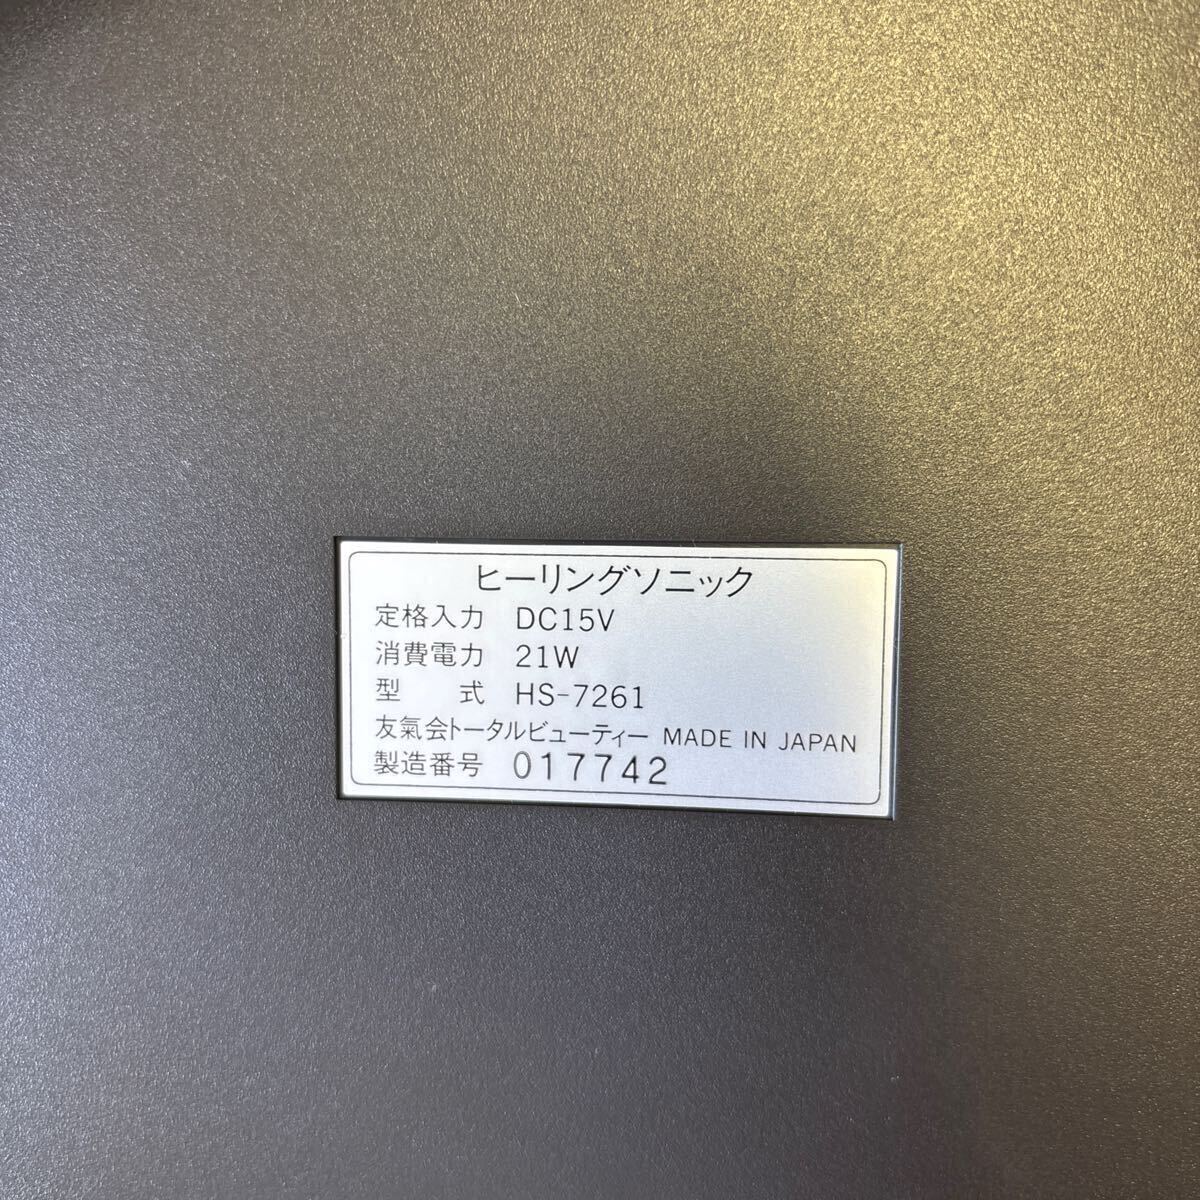 ヒーリングソニック
定格入力 DC15V
消費電力 21W
型 式 HS-7261
友氣会トータルビューティー MADE IN JAPAN
製造番号 017742